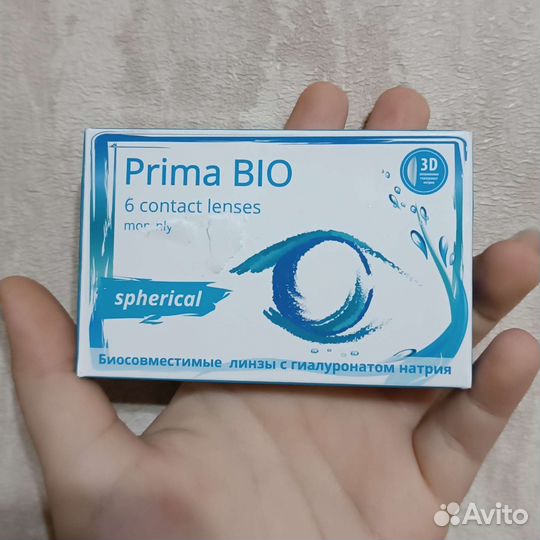 Prima BIO
6 contact lenses
3D
spherical
Биосовместимые линзы с гиалуронатом натрия
Avito